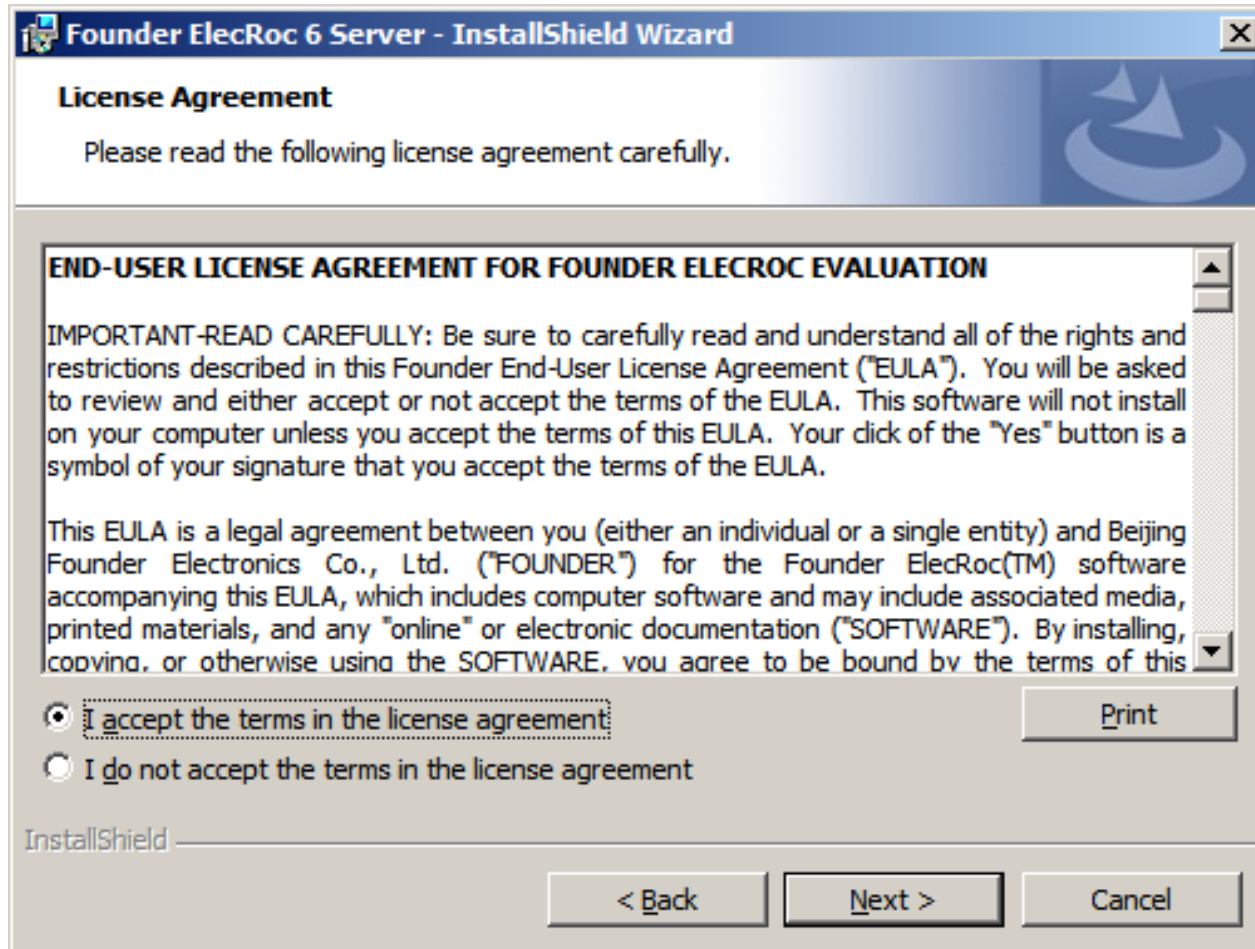 Founder ElecRoc 6 Server - InstallShield Wizard
License Agreement
Please read the following license agreement carefully.
END-USER LICENSE AGREEMENT FOR FOUNDER ELECROC EVALUATION
IMPORTANT-READ CAREFULLY: Be sure to carefully read and understand all of the rights and
restrictions described in this Founder End-User License Agreement ("EULA"). You will be asked
to review and either accept or not accept the terms of the EULA. This software will not install
on your computer unless you accept the terms of this EULA. Your click of the "Yes" button is a
symbol of your signature that you accept the terms of the EULA.
This EULA is a legal agreement between you (either an individual or a single entity) and Beijing
Founder Electronics Co., Ltd. ("FOUNDER") for the Founder ElecRoc(TM) software
accompanying this EULA, which includes computer software and may include associated media,
printed materials, and any "online" or electronic documentation ("SOFTWARE"). By installing,
copying, or otherwise using the SOFTWARE, you agree to be bound by the terms of this
I accept the terms in the license agreement
Print
I do not accept the terms in the license agreement
InstallShield
< Back
Next >
Cancel